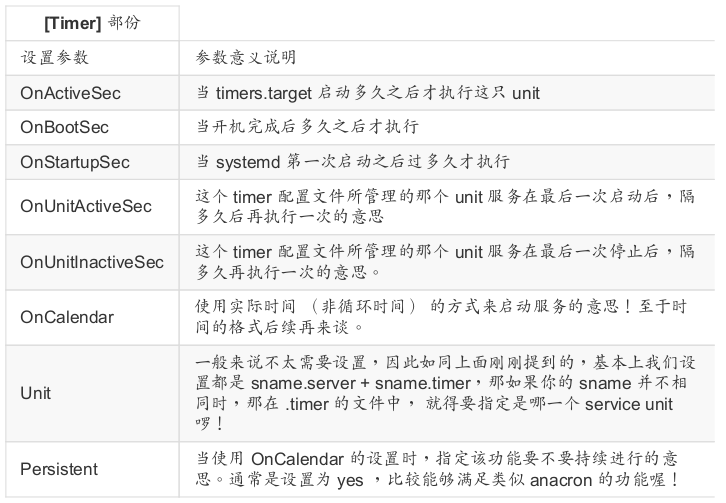 [Timer] 部份
设置参数 参数意义说明
OnActiveSec 当 timers.target 启动多久之后才执行这只 unit
OnBootSec 当开机完成后多久之后才执行
OnStartupSec 当 systemd 第一次启动之后过多久才执行
OnUnitActiveSec 这个 timer 配置文件所管理的那个 unit 服务在最后一次启动后，隔
多久后再执行一次的意思
OnUnitInactiveSec 这个 timer 配置文件所管理的那个 unit 服务在最后一次停止后，隔
多久再执行一次的意思。
OnCalendar 使用实际时间 （非循环时间） 的方式来启动服务的意思！至于时
间的格式后续再来谈。
Unit 一般来说不太需要设置，因此如同上面刚刚提到的，基本上我们设
置都是 sname.server + sname.timer，那如果你的 sname 并不相
同时，那在 .timer 的文件中， 就得要指定是哪一个 service unit
啰！
Persistent 当使用 OnCalendar 的设置时，指定该功能要不要持续进行的意
思。通常是设置为 yes ，比较能够满足类似 anacron 的功能喔！